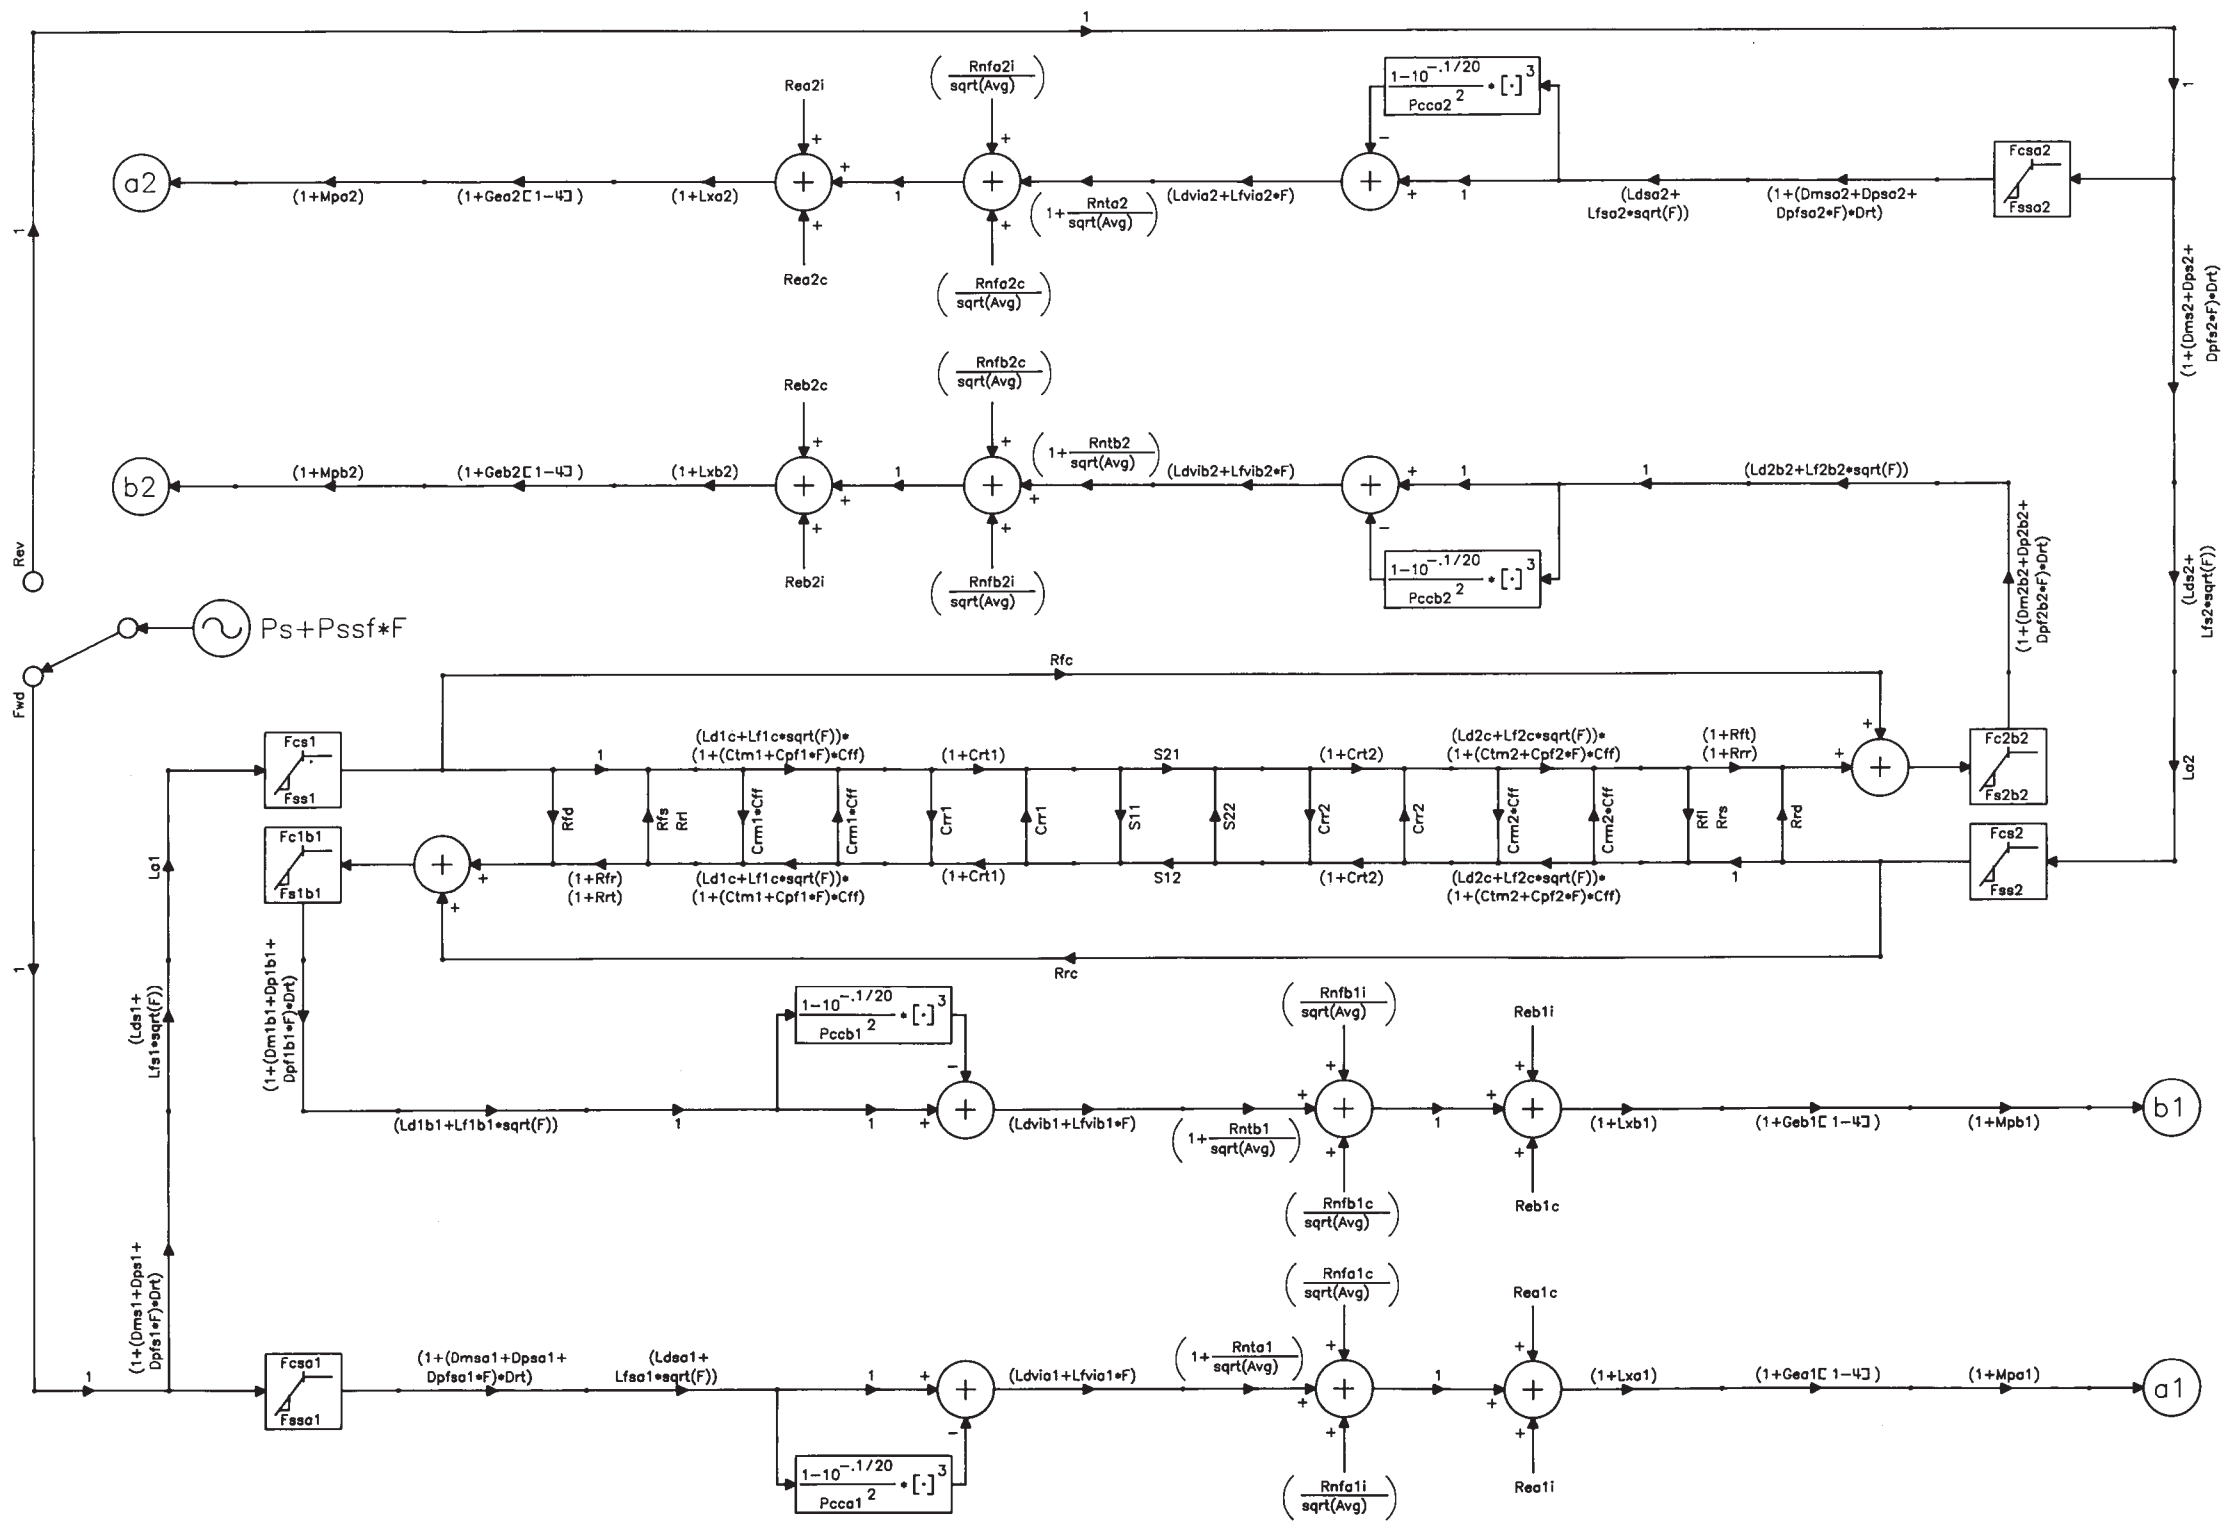 1
Rea2i
Rnfa2i
sqrt(Avg)
1-10^-.1/20 * [·]^3
Pcca2^2
1
Fcsa2
Fssa2
a2
(1+Mpa2)
(1+Gea2[1-4])
(1+Lxa2)
+
+
+
+
1
+
+
(1+Rnta2
sqrt(Avg))
(Ldvia2+Lfvia2*F)
-
+
+
1
(Ldsa2+
Lfsa2*sqrt(F))
(1+(Dmsa2+Dpsa2+
Dpfsa2*F)*Drt)
1
Rea2c
Rnfa2c
sqrt(Avg)
(1+(Dms2+Dps2+
Dpfs2*F)*Drt)
Reb2c
Rnfb2c
sqrt(Avg)
b2
(1+Mpb2)
(1+Geb2[1-4])
(1+Lxb2)
+
+
+
+
1
+
+
+
+
(1+Rntb2
sqrt(Avg))
(Ldvib2+Lfvib2*F)
+
+
-
1
1
(Ld2b2+Lf2b2*sqrt(F))
Reb2i
Rnfb2i
sqrt(Avg)
1-10^-.1/20 * [·]^3
Pccb2^2
(1+(Dm2b2+Dp2b2+
Dpf2b2*F)*Drt)
(Lds2+
Lfs2*sqrt(F))
Rev
Ps+Pssf*F
Fwd
Rfc
Fcs1
Fss1
1
(Ld1c+Lf1c*sqrt(F))*
(1+(Ctm1+Cpf1*F)*Cff)
(1+Crt1)
S21
(1+Crt2)
(Ld2c+Lf2c*sqrt(F))*
(1+(Ctm2+Cpf2*F)*Cff)
(1+Rft)
(1+Rrr)
+
+
+
Fc2b2
Fs2b2
La2
Rfd
Rfs
Rrl
Crm1*Cff
Crm1*Cff
Crr1
Crr1
S11
S22
Crr2
Crr2
Crm2*Cff
Crm2*Cff
Rfl
Rrs
Rrd
Fc1b1
Fs1b1
+
+
+
(1+Rfr)
(1+Rrt)
(Ld1c+Lf1c*sqrt(F))*
(1+(Ctm1+Cpf1*F)*Cff)
(1+Crt1)
S12
(1+Crt2)
(Ld2c+Lf2c*sqrt(F))*
(1+(Ctm2+Cpf2*F)*Cff)
1
Fcs2
Fss2
La1
Rrc
1
(Lds1+
Lfs1*sqrt(F))
(1+(Dm1b1+Dp1b1+
Dpf1b1*F)*Drt)
1-10^-.1/20 * [·]^3
Pccb1^2
Rnfb1i
sqrt(Avg)
Reb1i
(Ld1b1+Lf1b1*sqrt(F))
1
1
-
+
+
(Ldvib1+Lfvib1*F)
(1+Rntb1
sqrt(Avg))
+
+
+
+
1
+
+
+
+
(1+Lxb1)
(1+Geb1[1-4])
(1+Mpb1)
b1
Rnfb1c
sqrt(Avg)
Reb1c
(1+(Dms1+Dps1+
Dpfs1*F)*Drt)
Rnfa1c
sqrt(Avg)
Rea1c
1
Fcsa1
Fssa1
(1+(Dmsa1+Dpsa1+
Dpfsa1*F)*Drt)
(Ldsa1+
Lfsa1*sqrt(F))
1
+
+
-
(Ldvia1+Lfvia1*F)
(1+Rnta1
sqrt(Avg))
+
+
+
+
1
+
+
+
+
(1+Lxa1)
(1+Gea1[1-4])
(1+Mpa1)
a1
1-10^-.1/20 * [·]^3
Pcca1^2
Rnfa1i
sqrt(Avg)
Rea1i